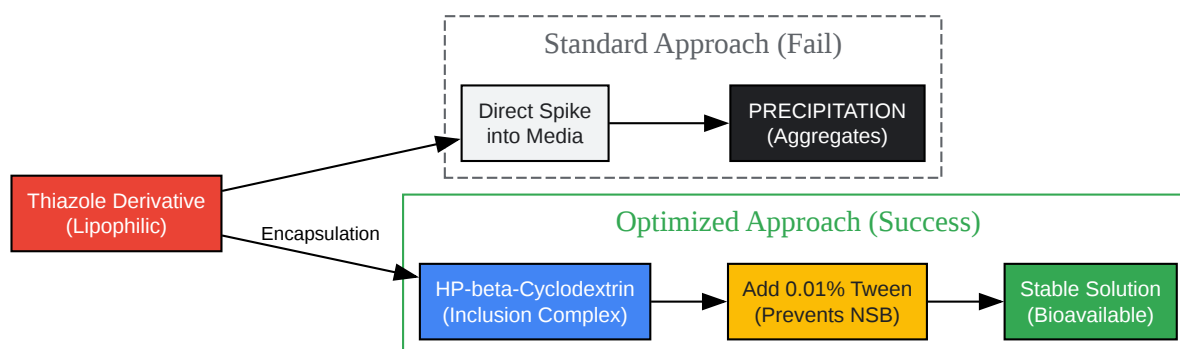 Standard Approach (Fail)
Direct Spike
into Media
PRECIPITATION
(Aggregates)
Thiazole Derivative
(Lipophilic)
Encapsulation
Optimized Approach (Success)
HP-beta-Cyclodextrin
(Inclusion Complex)
Add 0.01% Tween
(Prevents NSB)
Stable Solution
(Bioavailable)